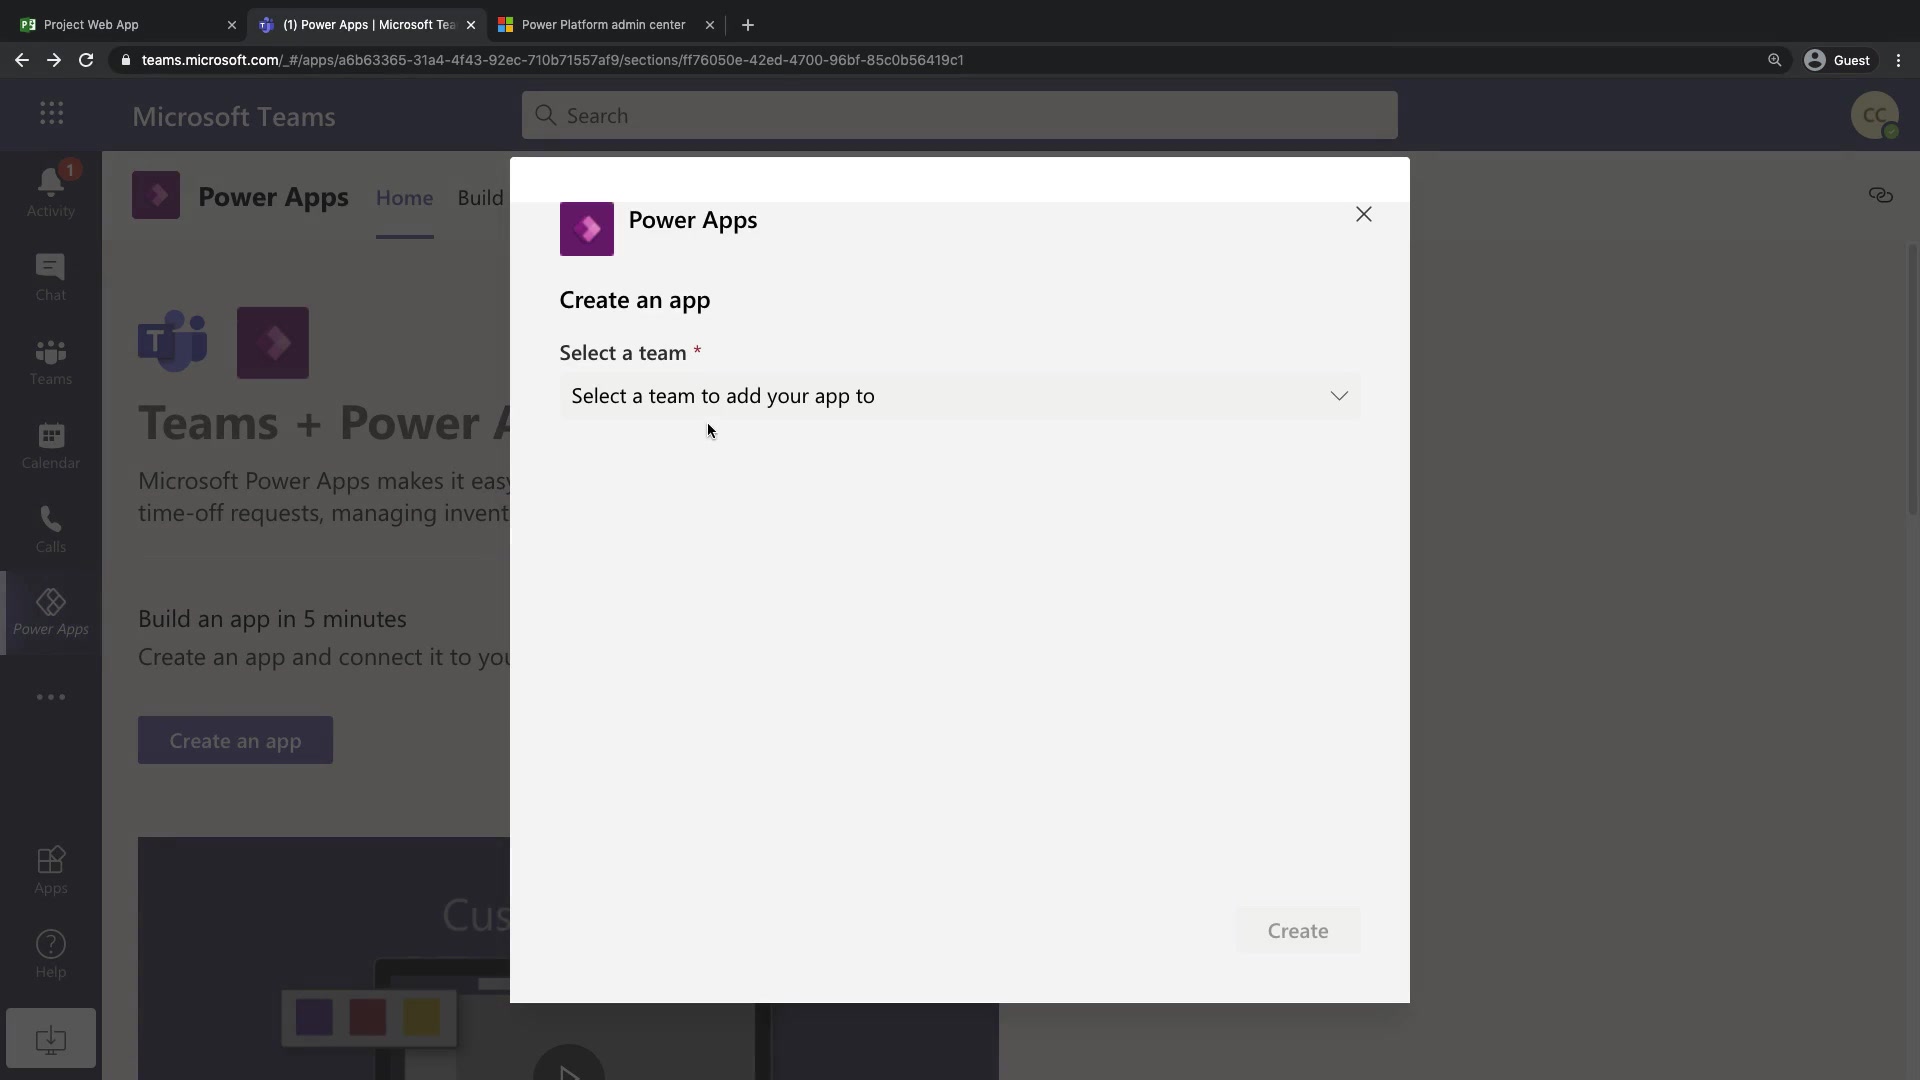 Project Web App
(1) Power Apps | Microsoft Tea
Power Platform admin center
teams.microsoft.com/_#/apps/a6b63365-31a4-4f43-92ec-710b71557af9/sections/ff76050e-42ed-4700-96bf-85c0b56419c1
Guest
Microsoft Teams
Search
CC
1
Activity
Chat
Teams
Calendar
Calls
Power Apps
Apps
Help
Power Apps
Home
Build
T
Teams + Power A
Microsoft Power Apps makes it easy
time-off requests, managing invent
Build an app in 5 minutes
Create an app and connect it to you
Create an app
Cus
Power Apps
Create an app
Select a team *
Select a team to add your app to
Create